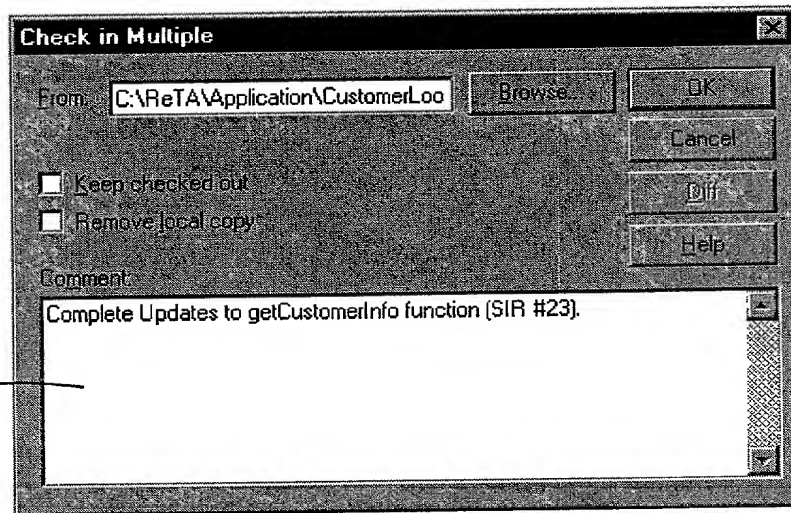 Check in Multiple
From: C:\ReTA\Application\CustomerLoo Browse... OK
Cancel
Keep checked out
Diff
Remove local copy
Help
Comment:
Complete Updates to getCustomerInfo function (SIR #23).